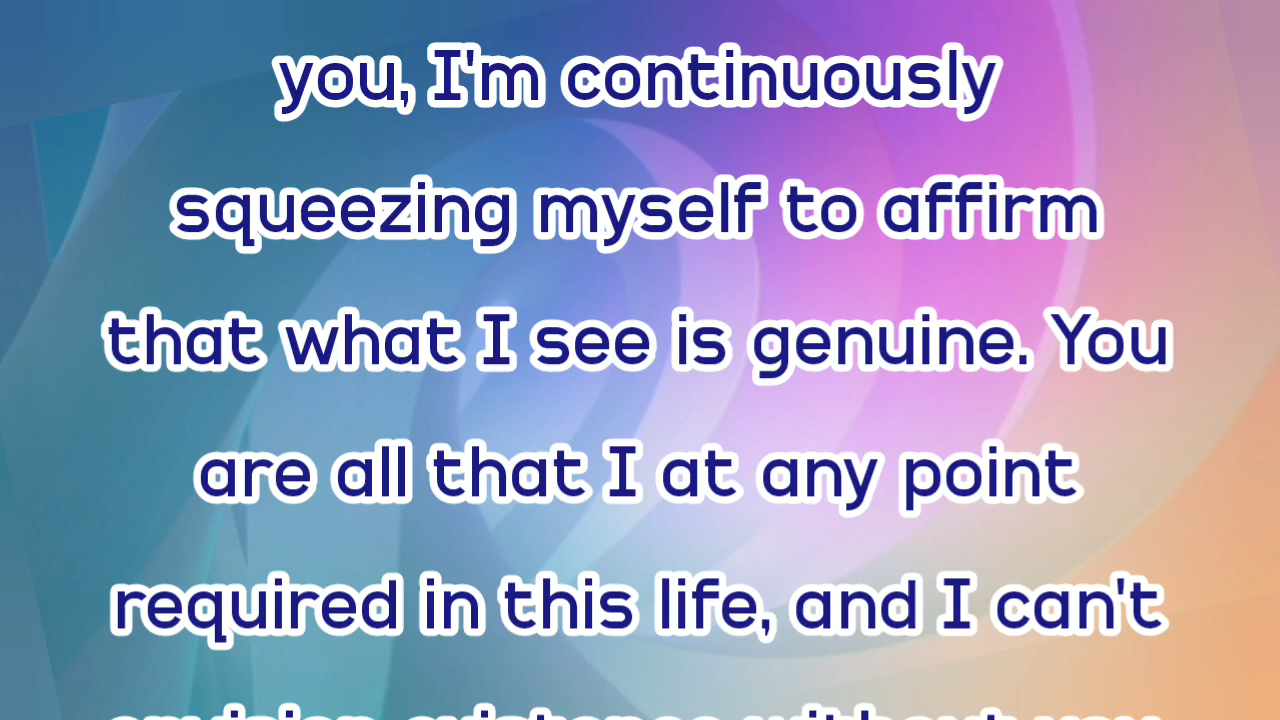 you, I'm continuously
squeezing myself to affirm
that what I see is genuine. You
are all that I at any point
required in this life, and I can't